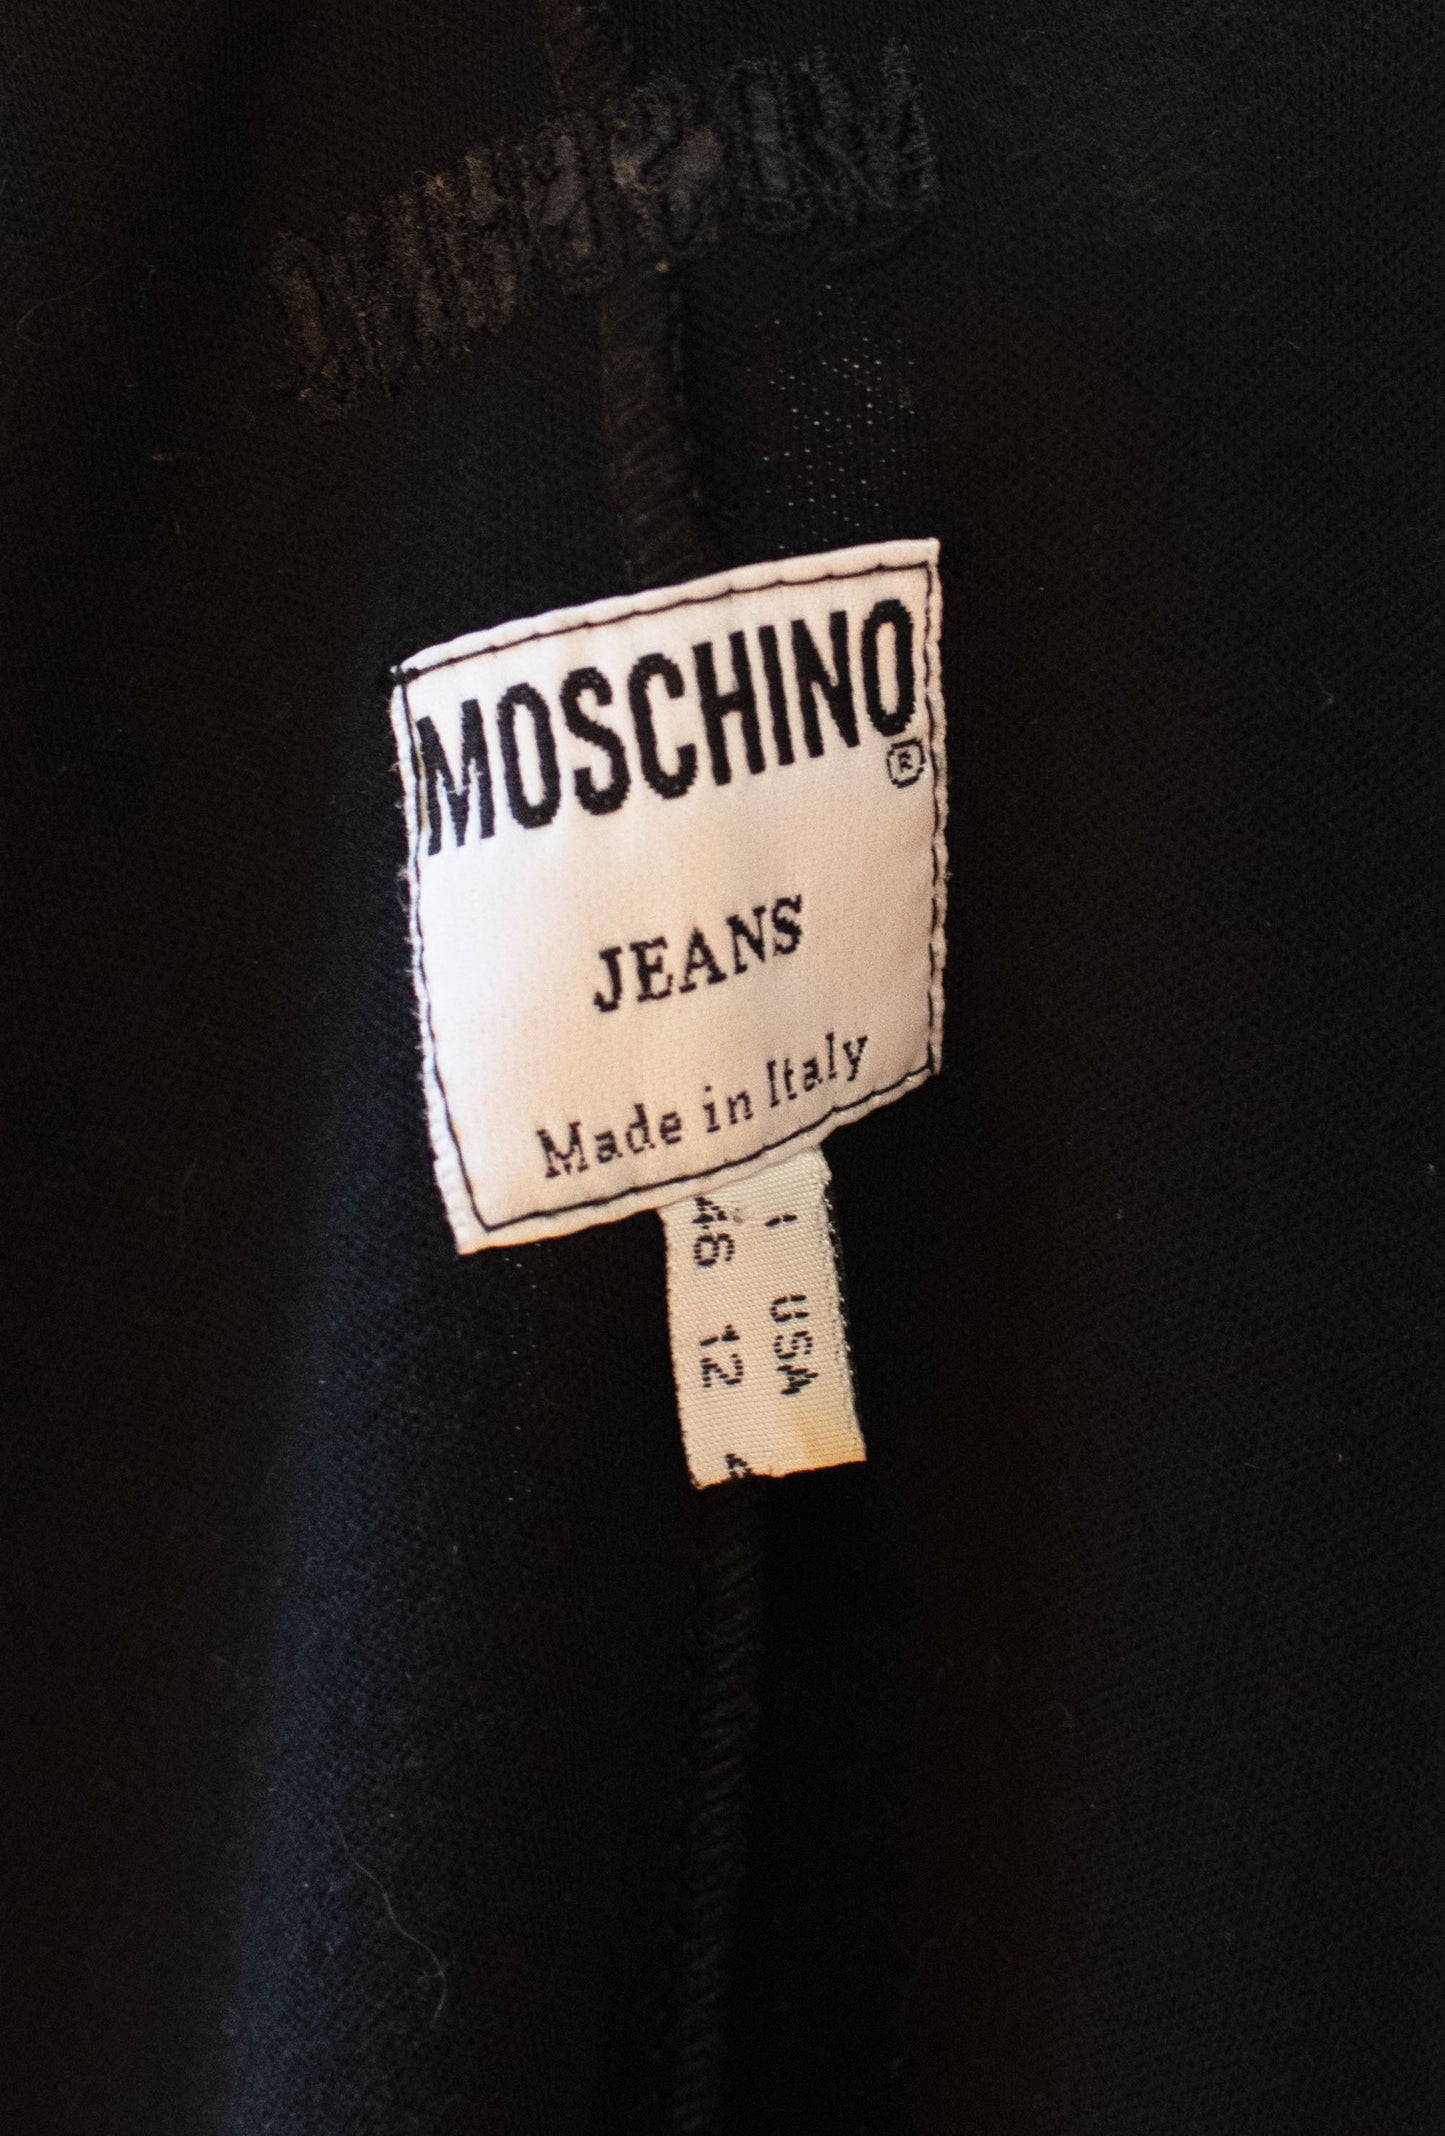 MOSCHINO
®
JEANS
Made in Italy
I USA
46 12